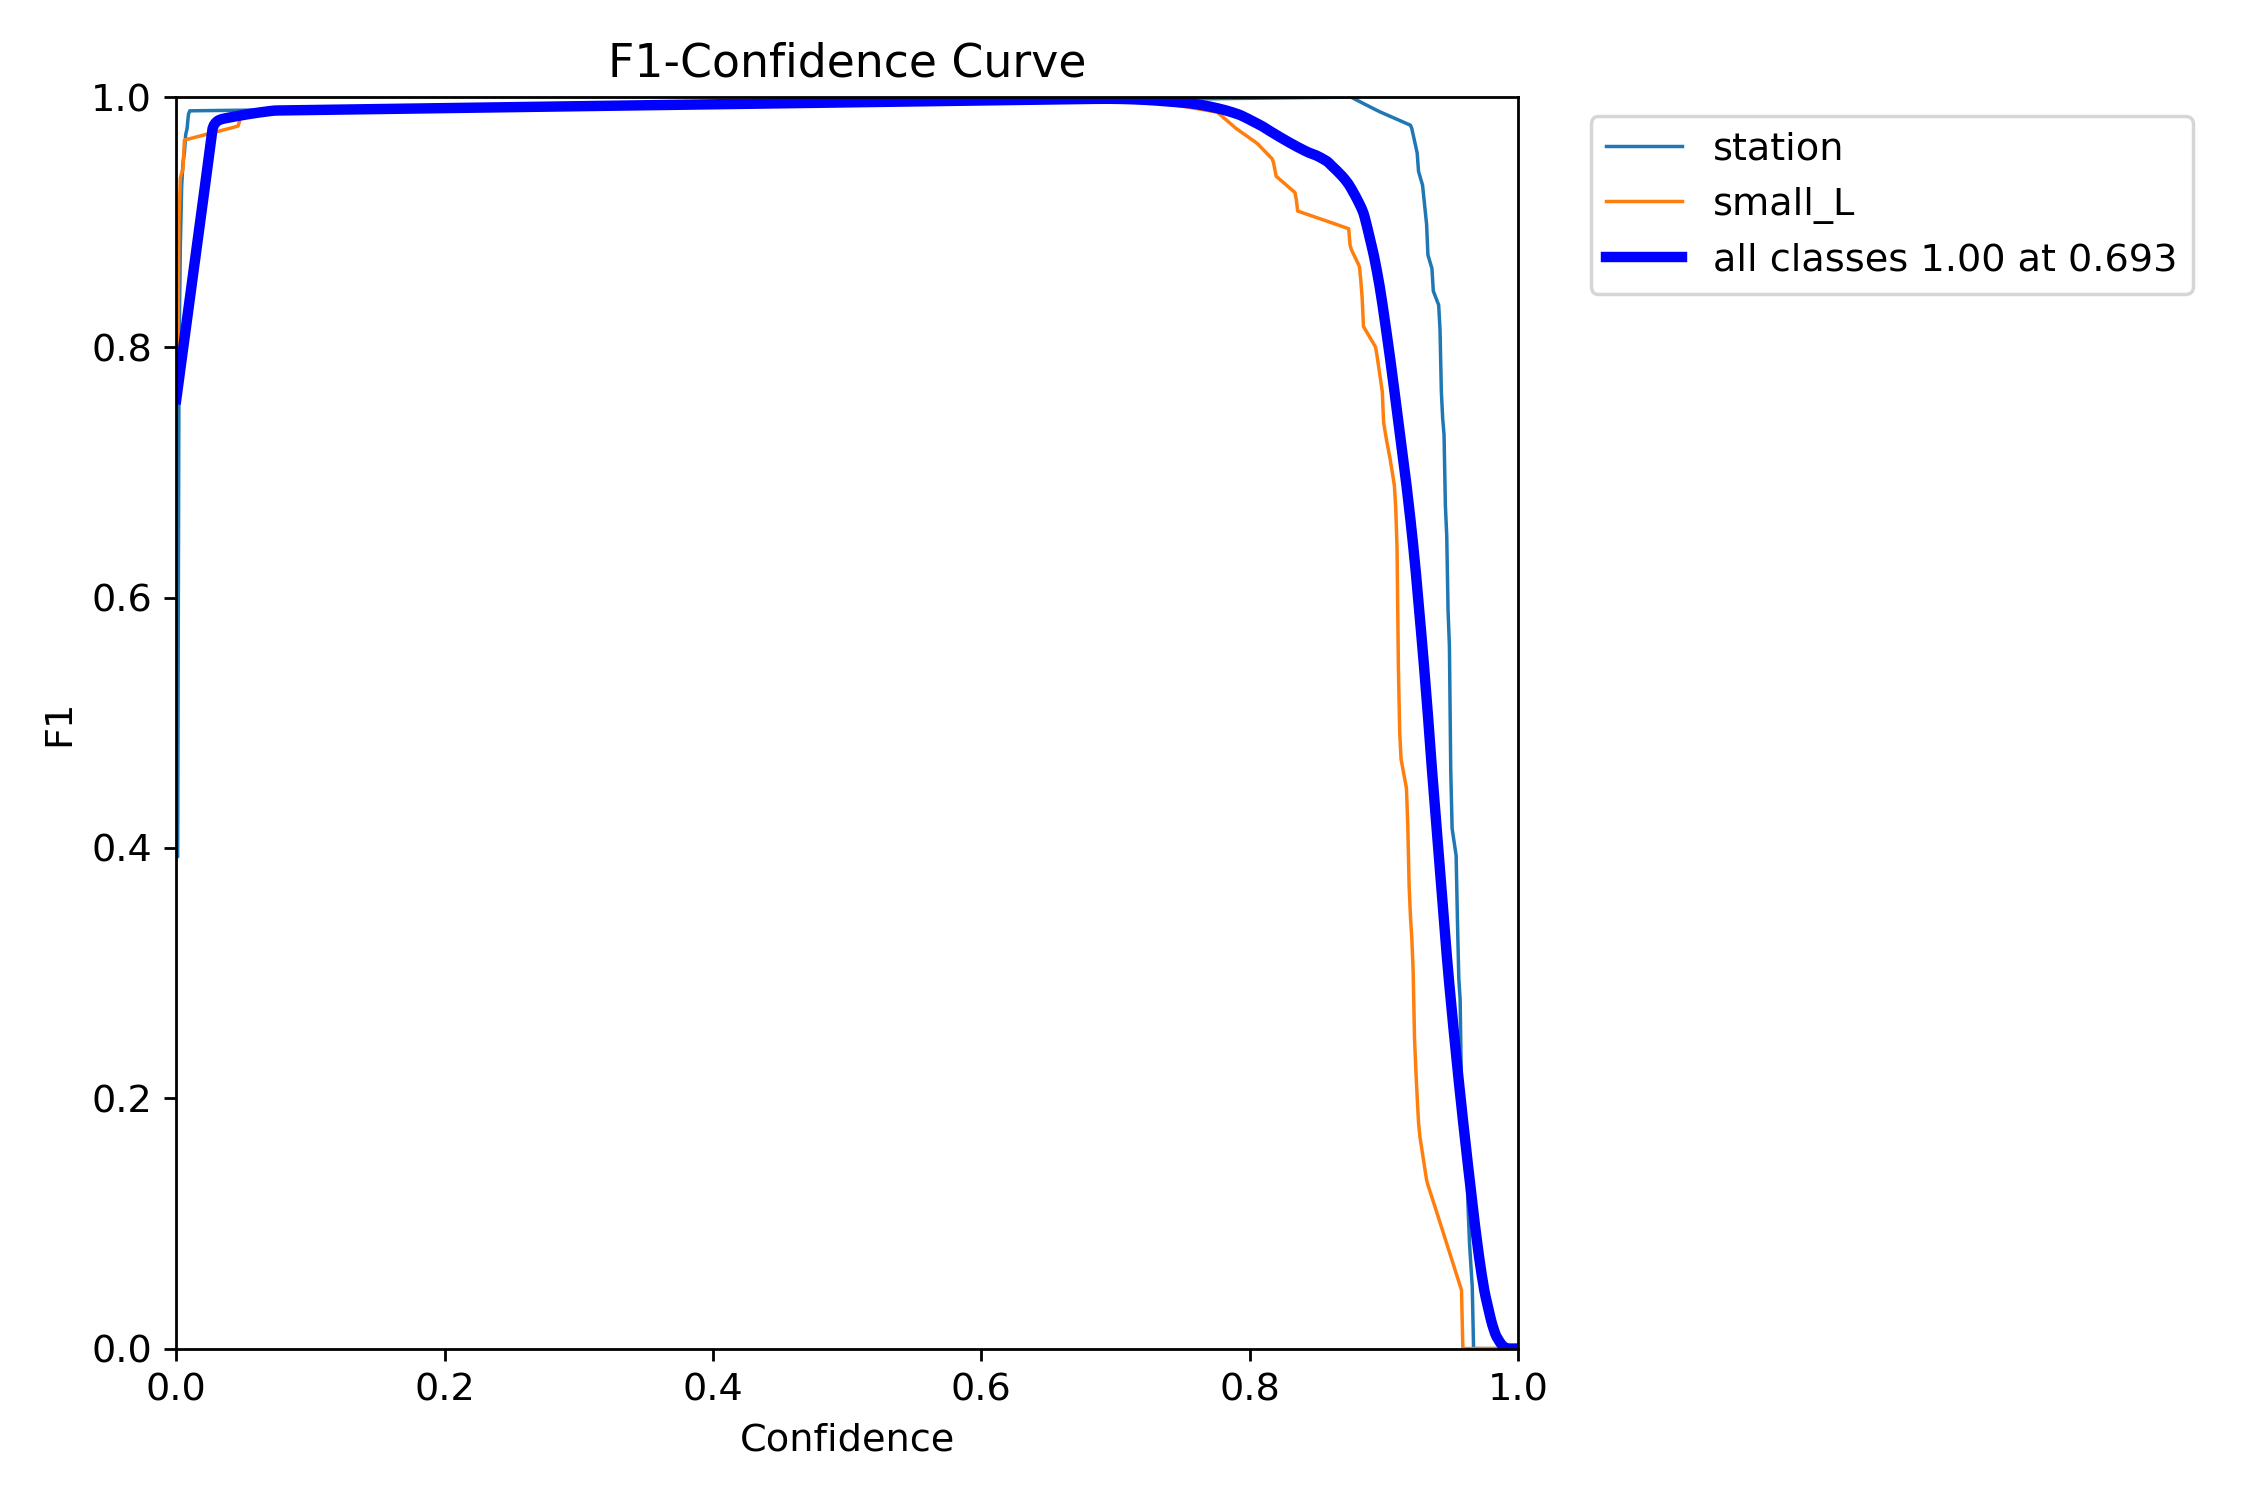 F1-Confidence Curve
station
small_L
all classes 1.00 at 0.693
1.0
0.8
0.6
0.4
0.2
0.0
F1
0.0 0.2 0.4 0.6 0.8 1.0
Confidence